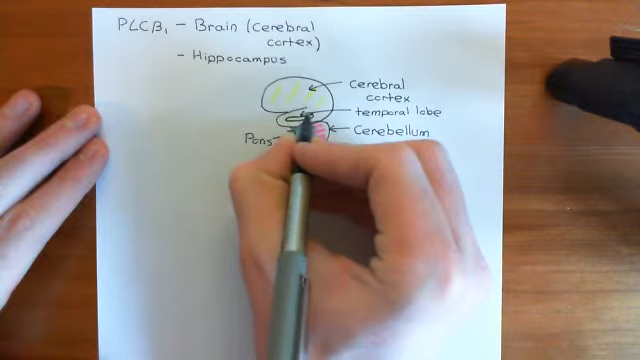 PLCβ₁ - Brain (cerebral
cortex)
- Hippocampus
cerebral
cortex
temporal lobe
Cerebellum
Pons